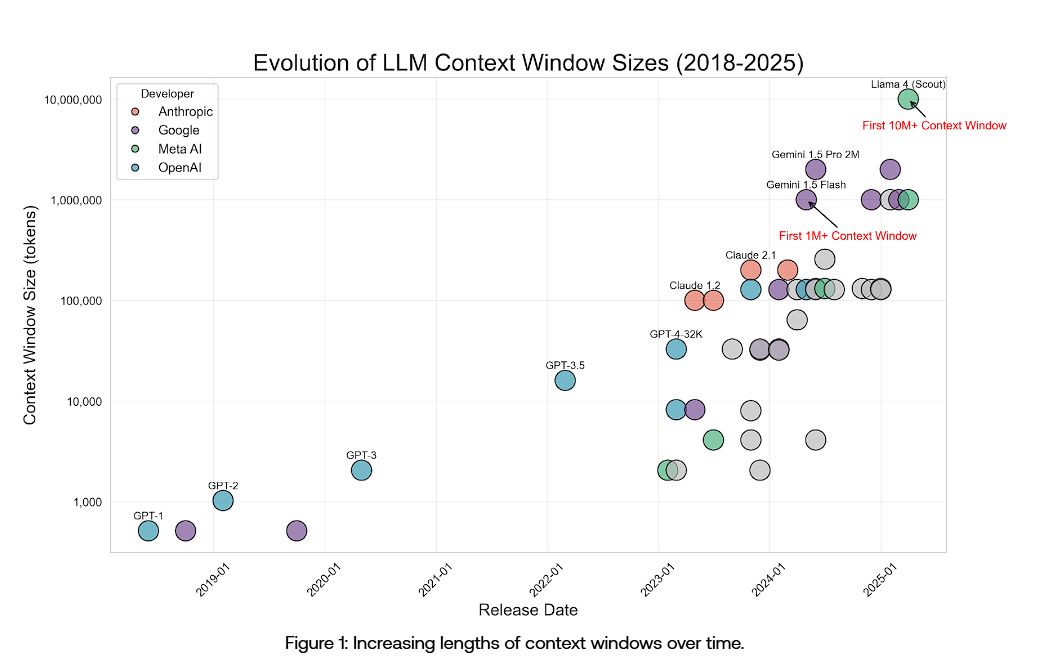 Evolution of LLM Context Window Sizes (2018-2025)
Developer
Anthropic
Google
Meta AI
OpenAI
Context Window Size (tokens)
10,000,000
1,000,000
100,000
10,000
1,000
Llama 4 (Scout)
First 10M+ Context Window
Gemini 1.5 Pro 2M
Gemini 1.5 Flash
First 1M+ Context Window
Claude 2.1
Claude 1.2
GPT-4-32K
GPT-3.5
GPT-3
GPT-2
GPT-1
2019-01
2020-01
2021-01
2022-01
2023-01
2024-01
2025-01
Release Date
Figure 1: Increasing lengths of context windows over time.